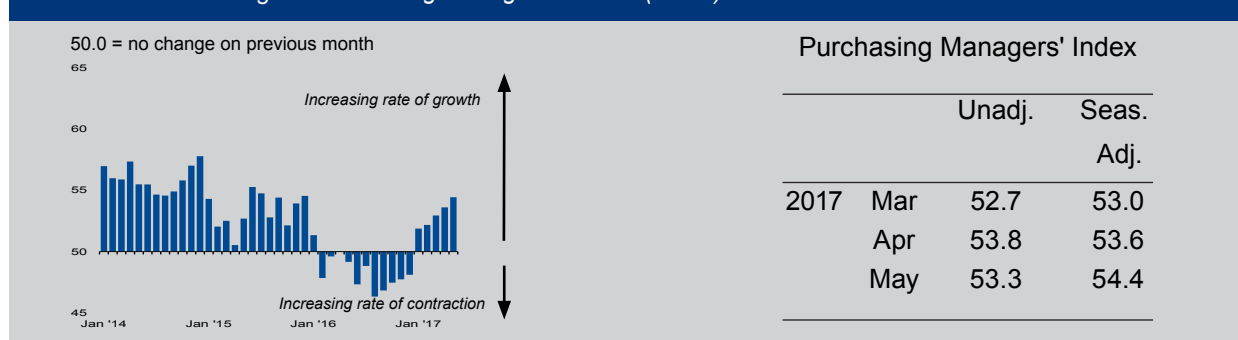 50.0 = no change on previous month
65
Increasing rate of growth
60
55
50
Increasing rate of contraction
45
Jan '14 Jan '15 Jan '16 Jan '17
Purchasing Managers' Index
Unadj. Seas.
Adj.
2017 Mar 52.7 53.0
Apr 53.8 53.6
May 53.3 54.4